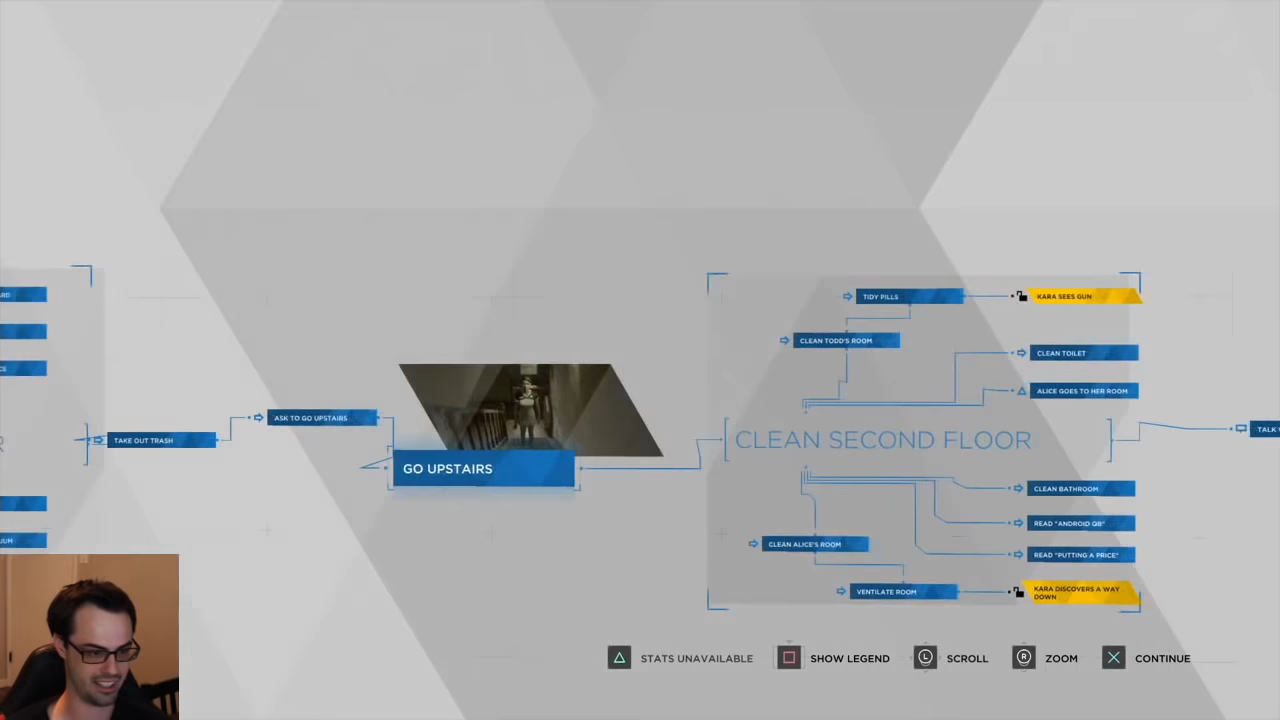 TIDY PILLS
KARA SEES GUN
CLEAN TODD'S ROOM
CLEAN TOILET
ALICE GOES TO HER ROOM
ASK TO GO UPSTAIRS
TAKE OUT TRASH
GO UPSTAIRS
CLEAN SECOND FLOOR
TALK
CLEAN BATHROOM
READ "ANDROID QB"
CLEAN ALICE'S ROOM
READ "PUTTING A PRICE"
VENTILATE ROOM
KARA DISCOVERS A WAY
DOWN
STATS UNAVAILABLE
SHOW LEGEND
L
SCROLL
R
ZOOM
CONTINUE